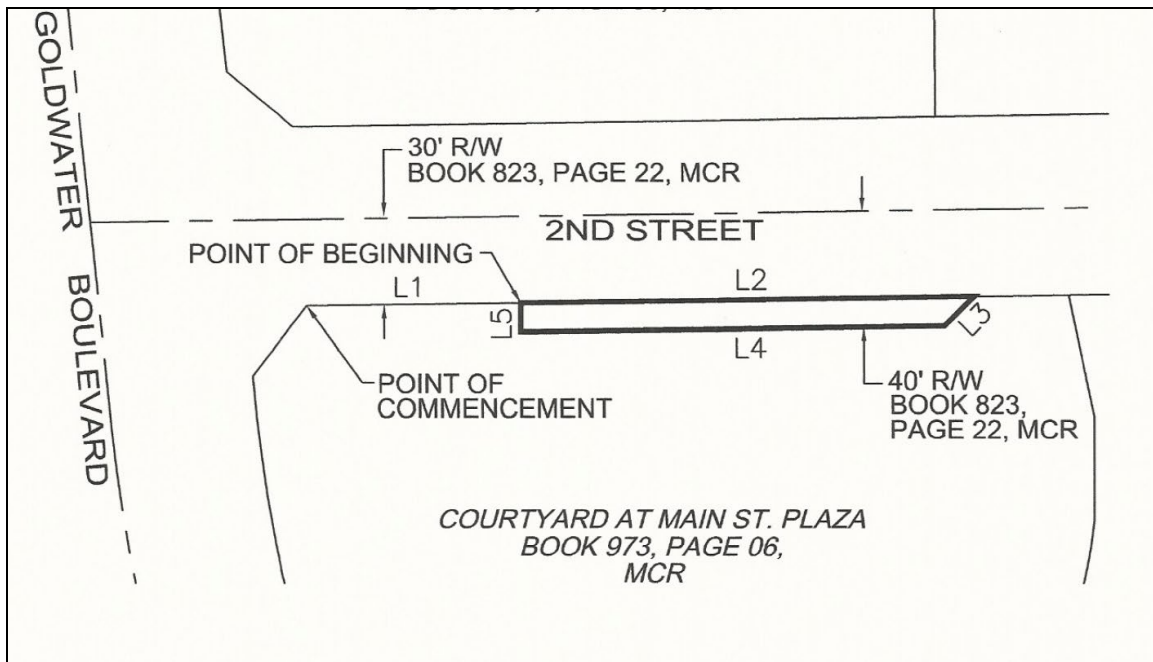 GOLDWATER BOULEVARD
30' R/W
BOOK 823, PAGE 22, MCR
2ND STREET
POINT OF BEGINNING
L1
L2
L5
L3
L4
POINT OF
COMMENCEMENT
40' R/W
BOOK 823,
PAGE 22, MCR
COURTYARD AT MAIN ST. PLAZA
BOOK 973, PAGE 06,
MCR